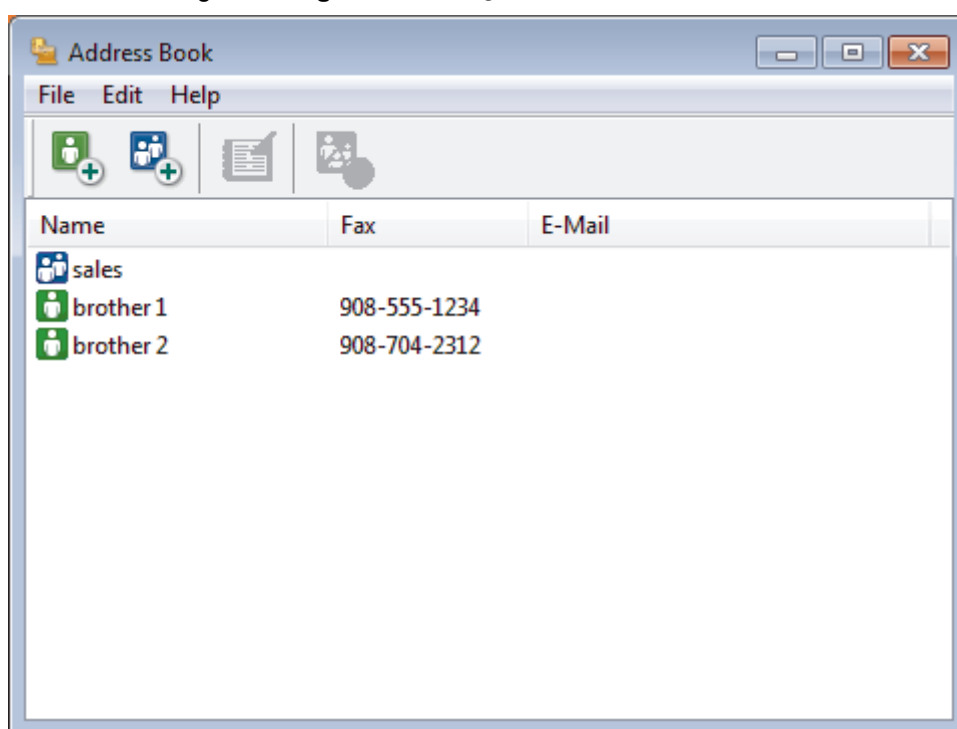 Address Book
File Edit Help
Name Fax E-Mail
sales
brother 1 908-555-1234
brother 2 908-704-2312